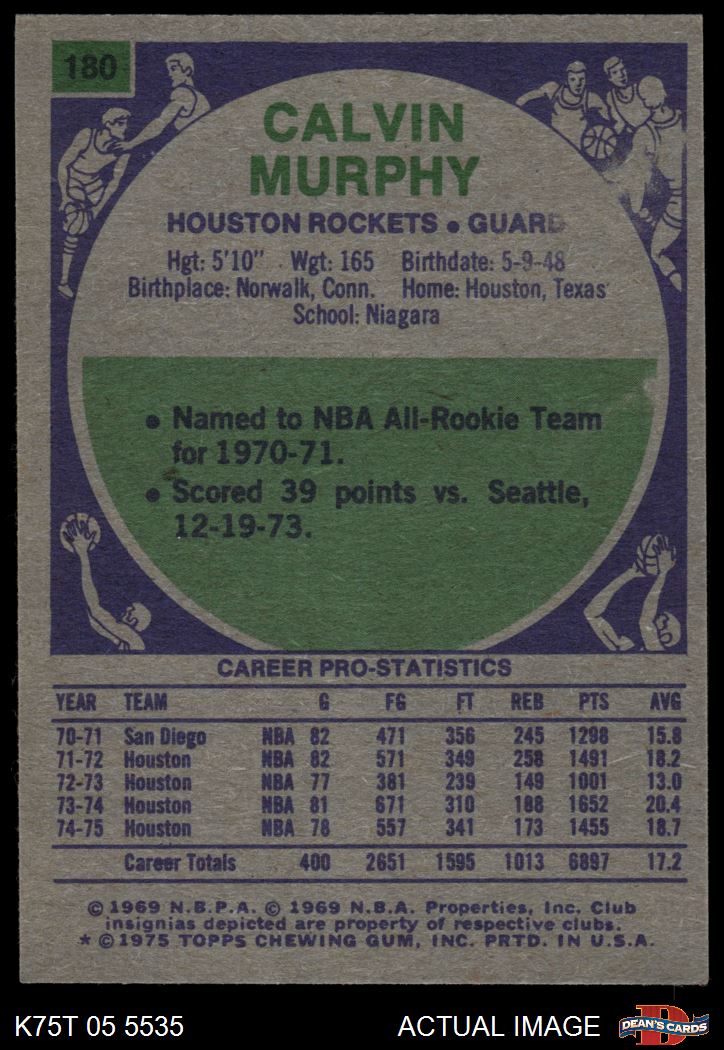 180
CALVIN
MURPHY
HOUSTON ROCKETS • GUARD
Hgt: 5'10" Wgt: 165 Birthdate: 5-9-48
Birthplace: Norwalk, Conn. Home: Houston, Texas
School: Niagara
• Named to NBA All-Rookie Team
for 1970-71.
• Scored 39 points vs. Seattle,
12-19-73.
CAREER PRO-STATISTICS
YEAR TEAM G FG FT REB PTS AVG
70-71 San Diego NBA 82 471 356 245 1298 15.8
71-72 Houston NBA 82 571 349 258 1491 18.2
72-73 Houston NBA 77 381 239 149 1001 13.0
73-74 Houston NBA 81 671 310 188 1652 20.4
74-75 Houston NBA 78 557 341 173 1455 18.7
Career Totals 400 2651 1595 1013 6897 17.2
© 1969 N.B.P.A. © 1969 N.B.A. Properties, Inc. Club
insignias depicted are property of respective clubs.
* © 1975 TOPPS CHEWING GUM, INC. PRTD. IN U.S.A.
K75T 05 5535 ACTUAL IMAGE
D
DEAN'S CARDS